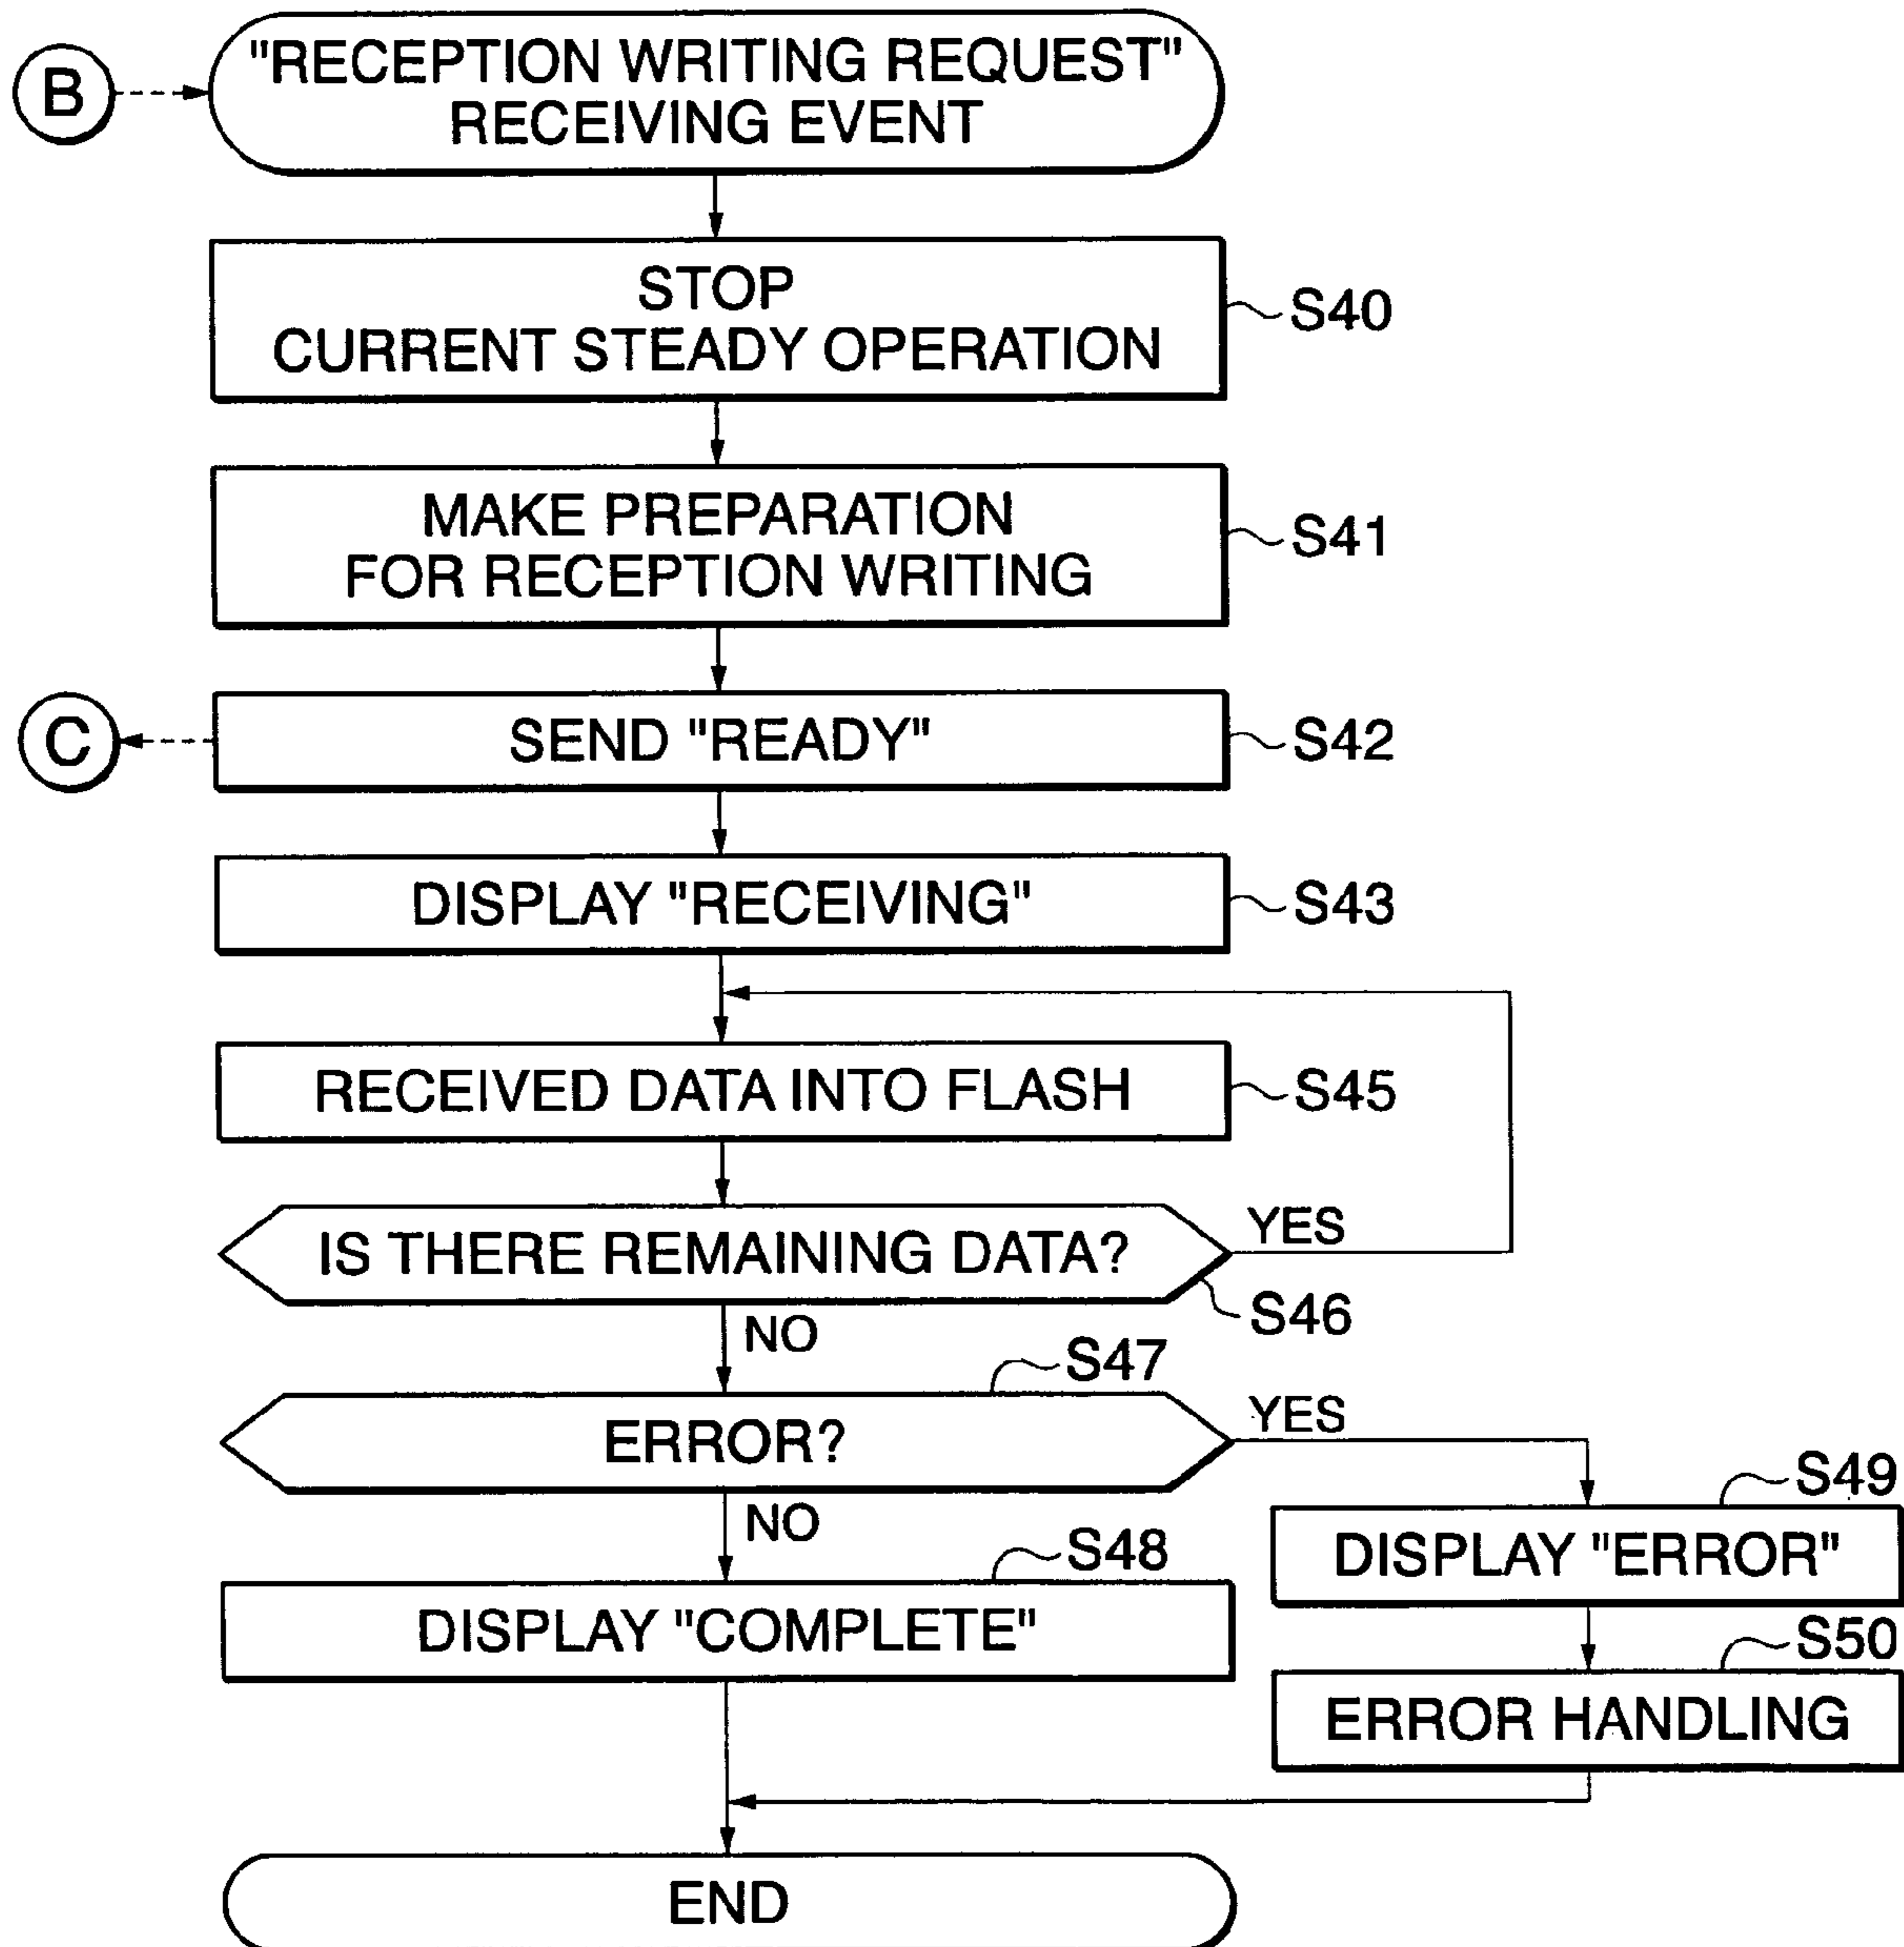 B
"RECEPTION WRITING REQUEST"
RECEIVING EVENT
STOP
CURRENT STEADY OPERATION
S40
MAKE PREPARATION
FOR RECEPTION WRITING
S41
C
SEND "READY"
S42
DISPLAY "RECEIVING"
S43
RECEIVED DATA INTO FLASH
S45
IS THERE REMAINING DATA?
YES
S46
NO
S47
ERROR?
YES
NO
S49
DISPLAY "ERROR"
S48
DISPLAY "COMPLETE"
S50
ERROR HANDLING
END